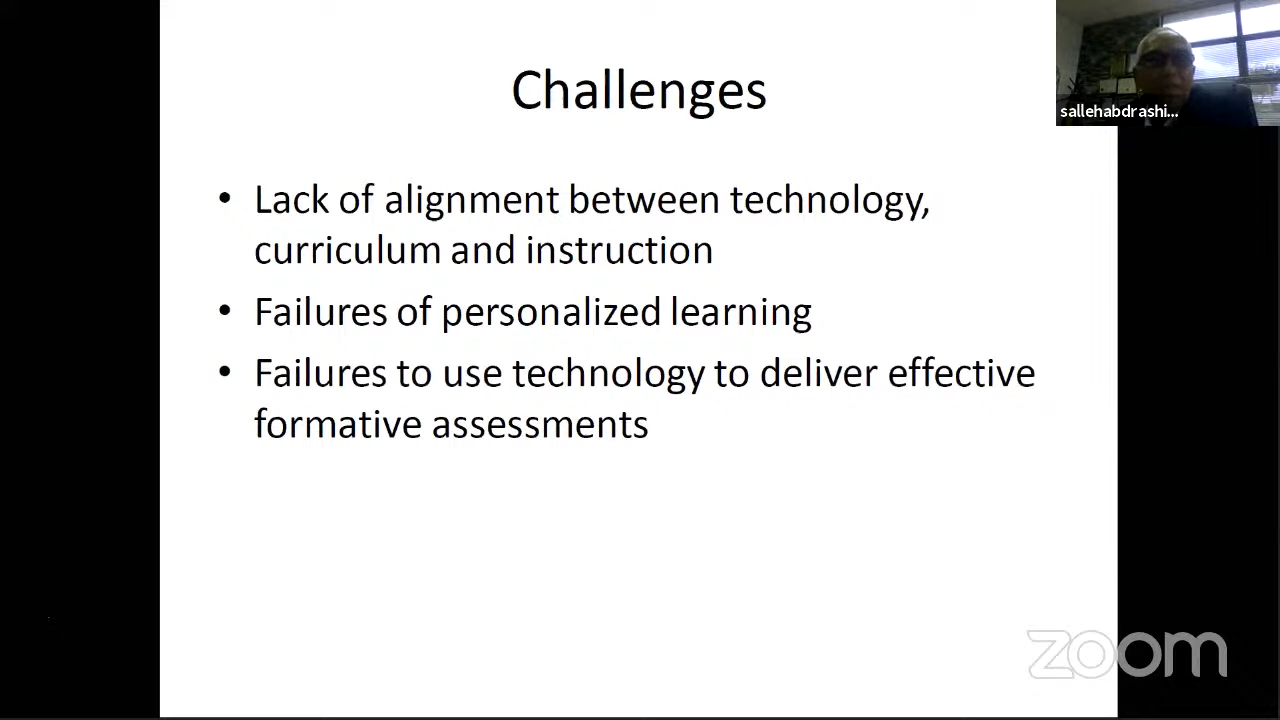 Challenges
sallehabdrashi...
• Lack of alignment between technology,
curriculum and instruction
• Failures of personalized learning
• Failures to use technology to deliver effective
formative assessments
zoom